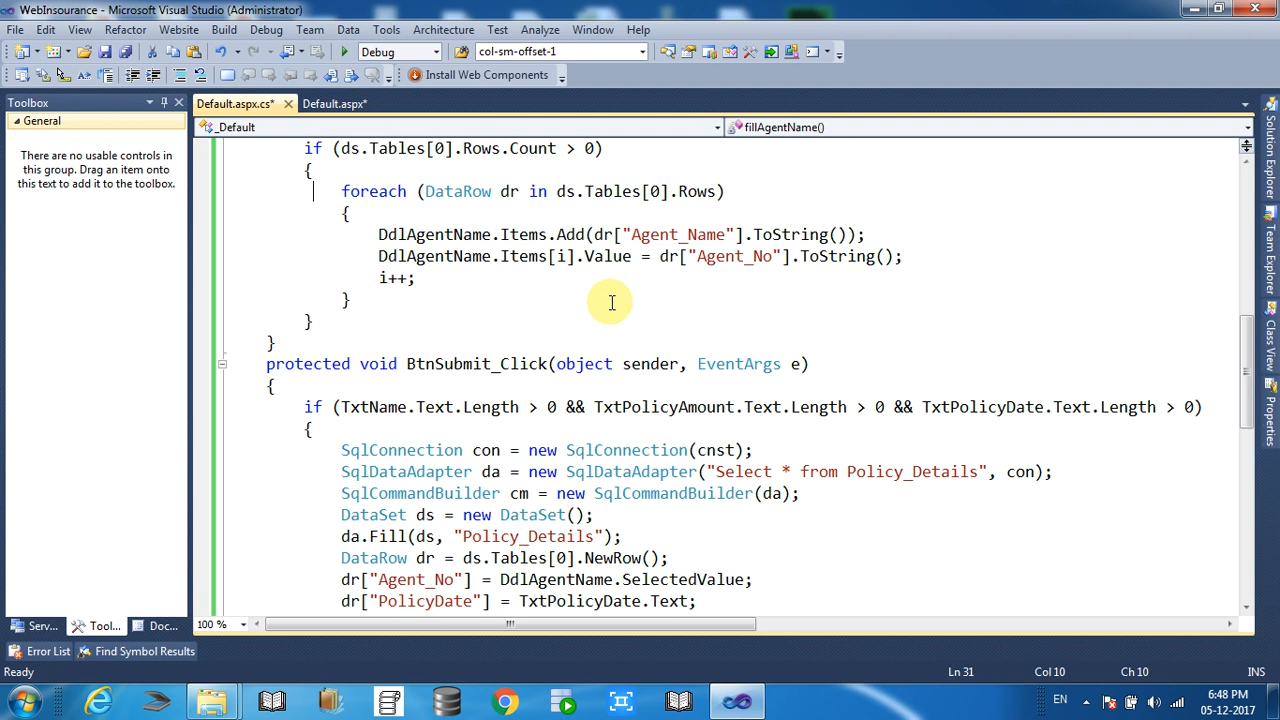 WebInsourance - Microsoft Visual Studio (Administrator)
File Edit View Refactor Website Build Debug Team Data Tools Architecture Test Analyze Window Help
Debug col-sm-offset-1
Install Web Components
Toolbox
Default.aspx.cs* Default.aspx*
General
_Default fillAgentName()
There are no usable controls in
this group. Drag an item onto
this text to add it to the toolbox.
if (ds.Tables[0].Rows.Count > 0)
{
foreach (DataRow dr in ds.Tables[0].Rows)
{
DdlAgentName.Items.Add(dr["Agent_Name"].ToString());
DdlAgentName.Items[i].Value = dr["Agent_No"].ToString();
i++;
}
}
}
protected void BtnSubmit_Click(object sender, EventArgs e)
{
if (TxtName.Text.Length > 0 && TxtPolicyAmount.Text.Length > 0 && TxtPolicyDate.Text.Length > 0)
{
SqlConnection con = new SqlConnection(cnst);
SqlDataAdapter da = new SqlDataAdapter("Select * from Policy_Details", con);
SqlCommandBuilder cm = new SqlCommandBuilder(da);
DataSet ds = new DataSet();
da.Fill(ds, "Policy_Details");
DataRow dr = ds.Tables[0].NewRow();
dr["Agent_No"] = DdlAgentName.SelectedValue;
dr["PolicyDate"] = TxtPolicyDate.Text;
Solution Explorer
Team Explorer
Class View
Properties
Serv... Tool... Doc...
100 %
Error List Find Symbol Results
Ready Ln 31 Col 10 Ch 10 INS
EN
6:48 PM
05-12-2017